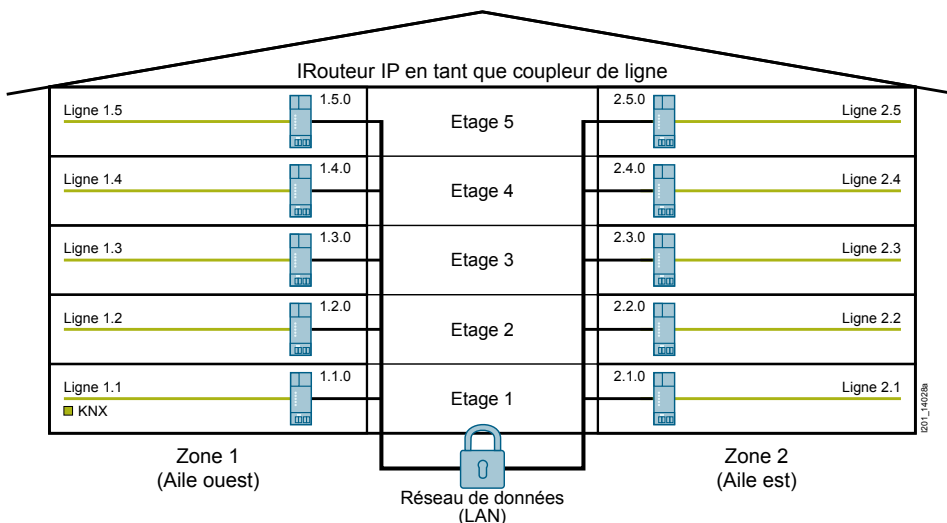 IRouteur IP en tant que coupleur de ligne
Ligne 1.5
1.5.0
Etage 5
2.5.0
Ligne 2.5
Ligne 1.4
1.4.0
Etage 4
2.4.0
Ligne 2.4
Ligne 1.3
1.3.0
Etage 3
2.3.0
Ligne 2.3
Ligne 1.2
1.2.0
Etage 2
2.2.0
Ligne 2.2
Ligne 1.1
1.1.0
Etage 1
2.1.0
Ligne 2.1
KNX
I201_14028a
Zone 1
(Aile ouest)
Zone 2
(Aile est)
Réseau de données
(LAN)